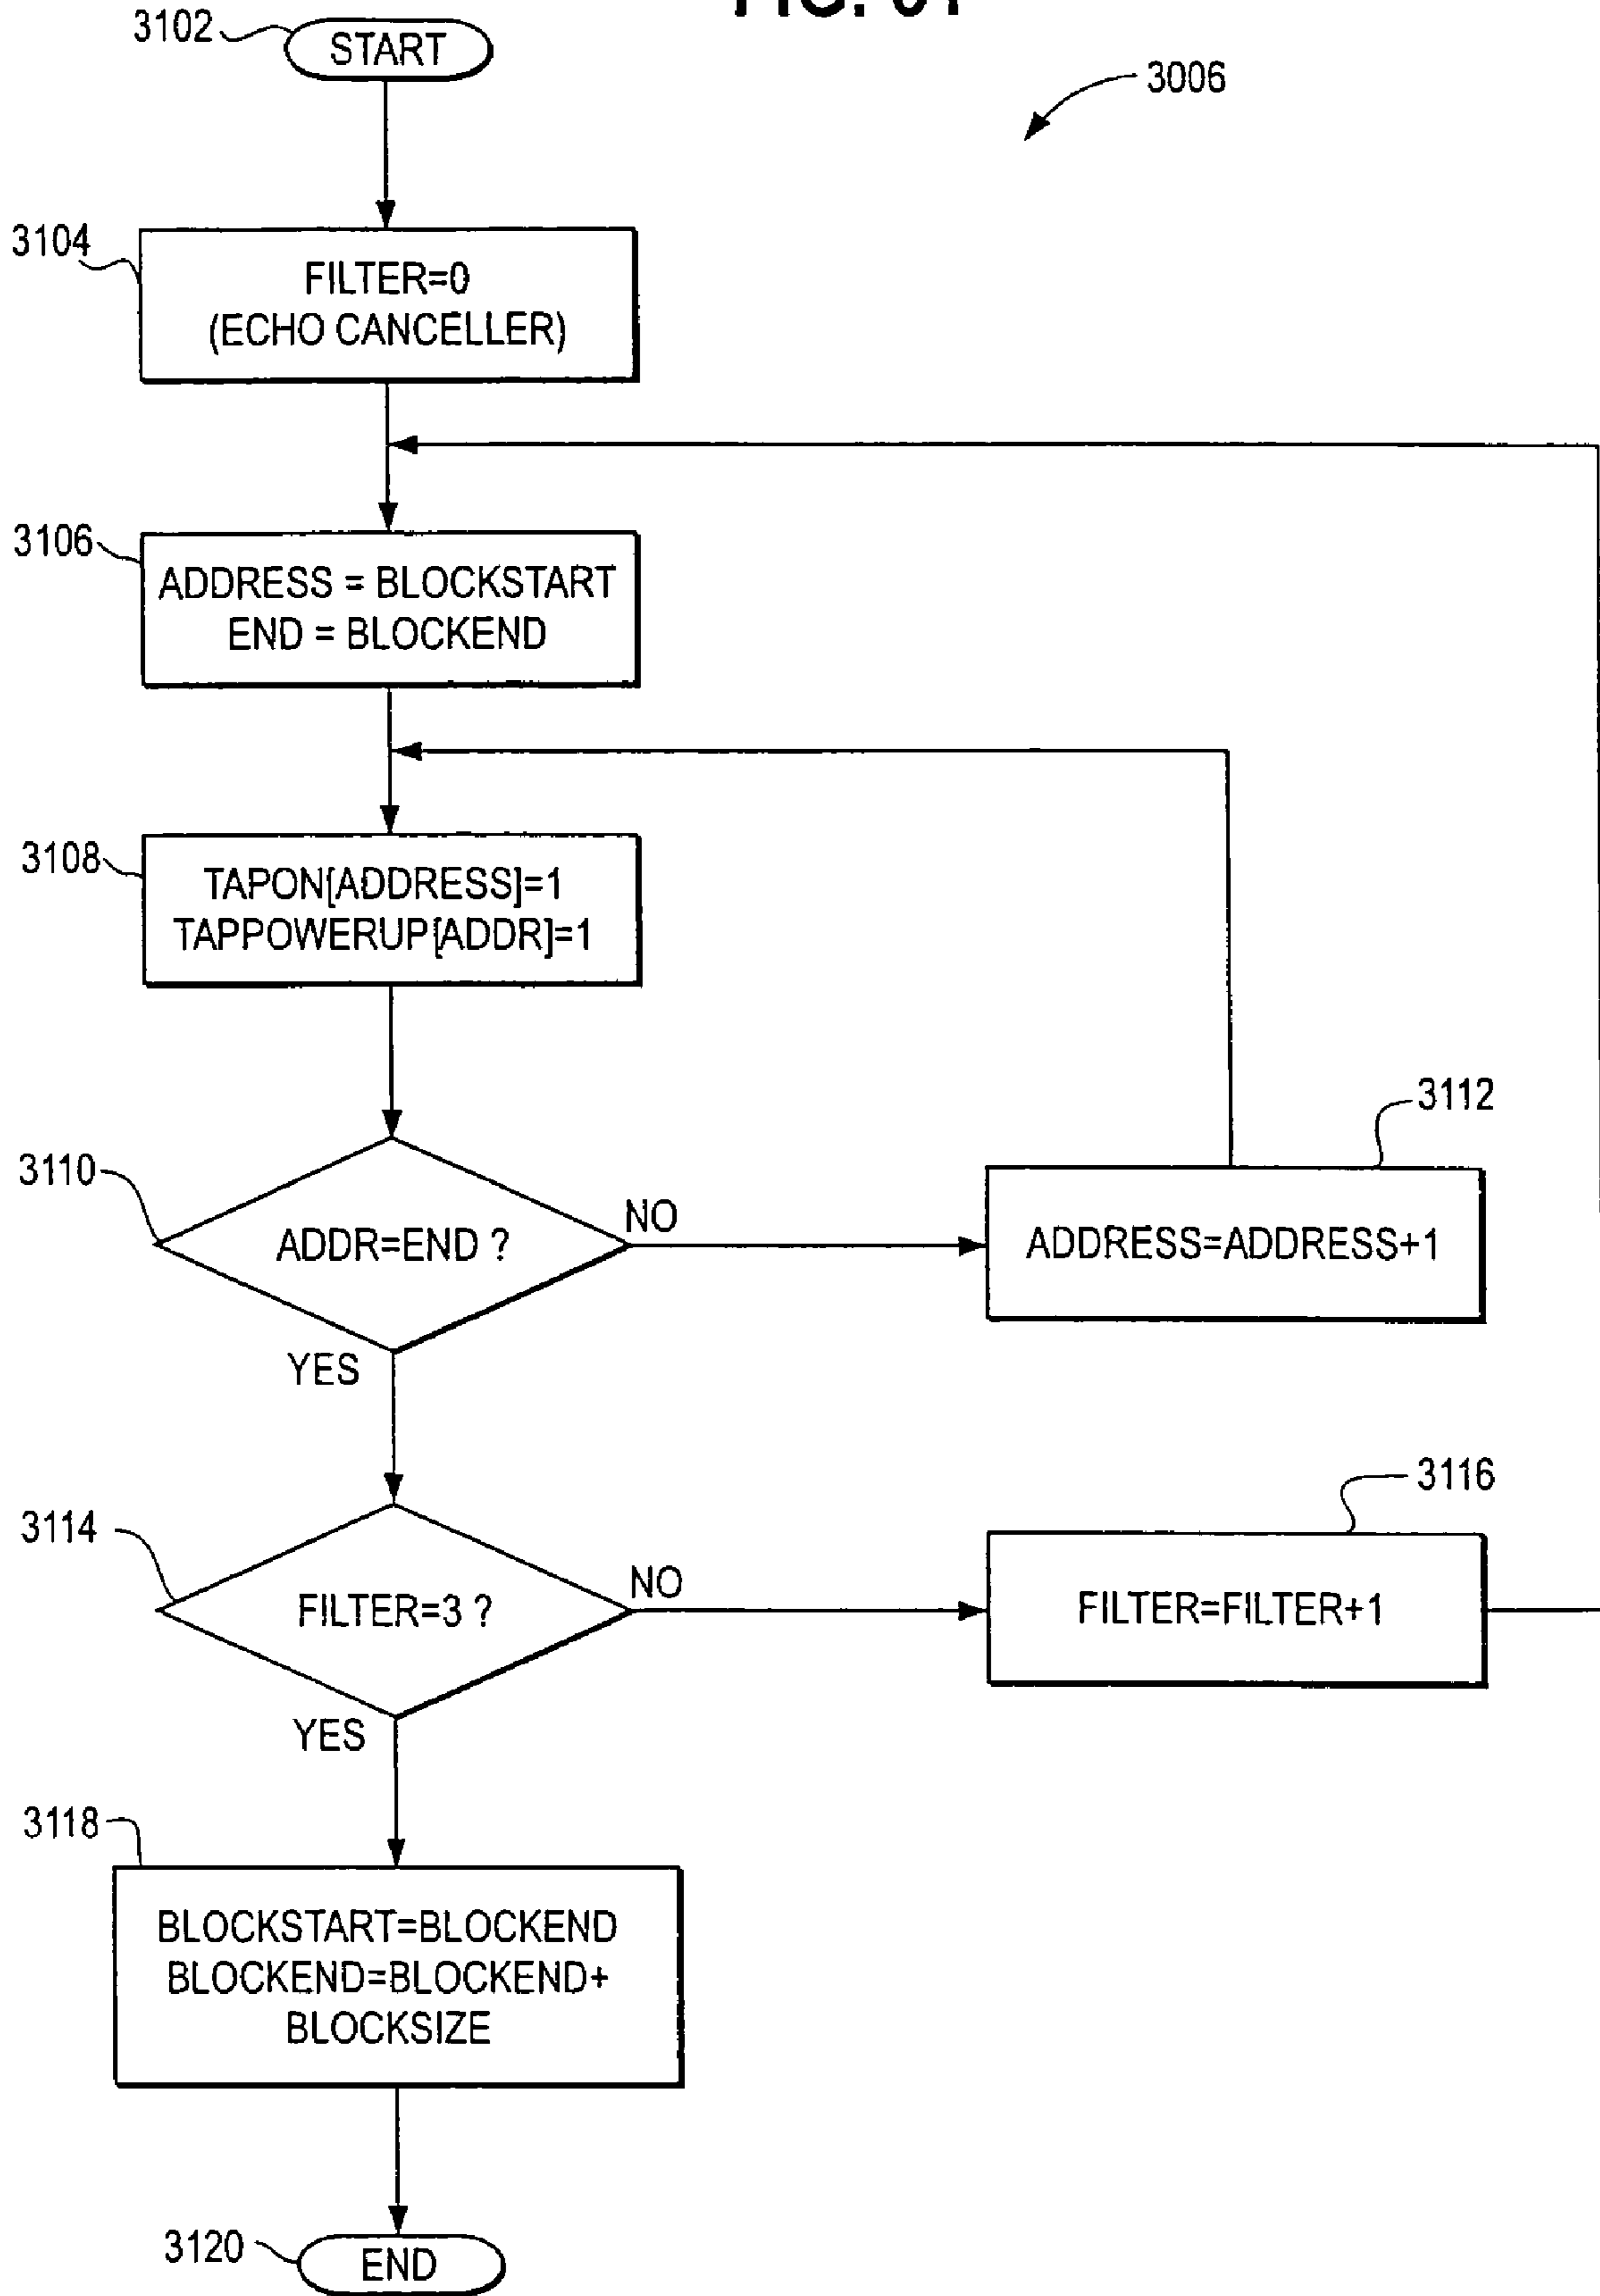 3102
START
3006
3104
FILTER=0
(ECHO CANCELLER)
3106
ADDRESS = BLOCKSTART
END = BLOCKEND
3108
TAPON[ADDRESS]=1
TAPPOWERUP[ADDR]=1
3110
ADDR=END ?
NO
3112
ADDRESS=ADDRESS+1
YES
3114
FILTER=3 ?
NO
3116
FILTER=FILTER+1
YES
3118
BLOCKSTART=BLOCKEND
BLOCKEND=BLOCKEND+
BLOCKSIZE
3120
END